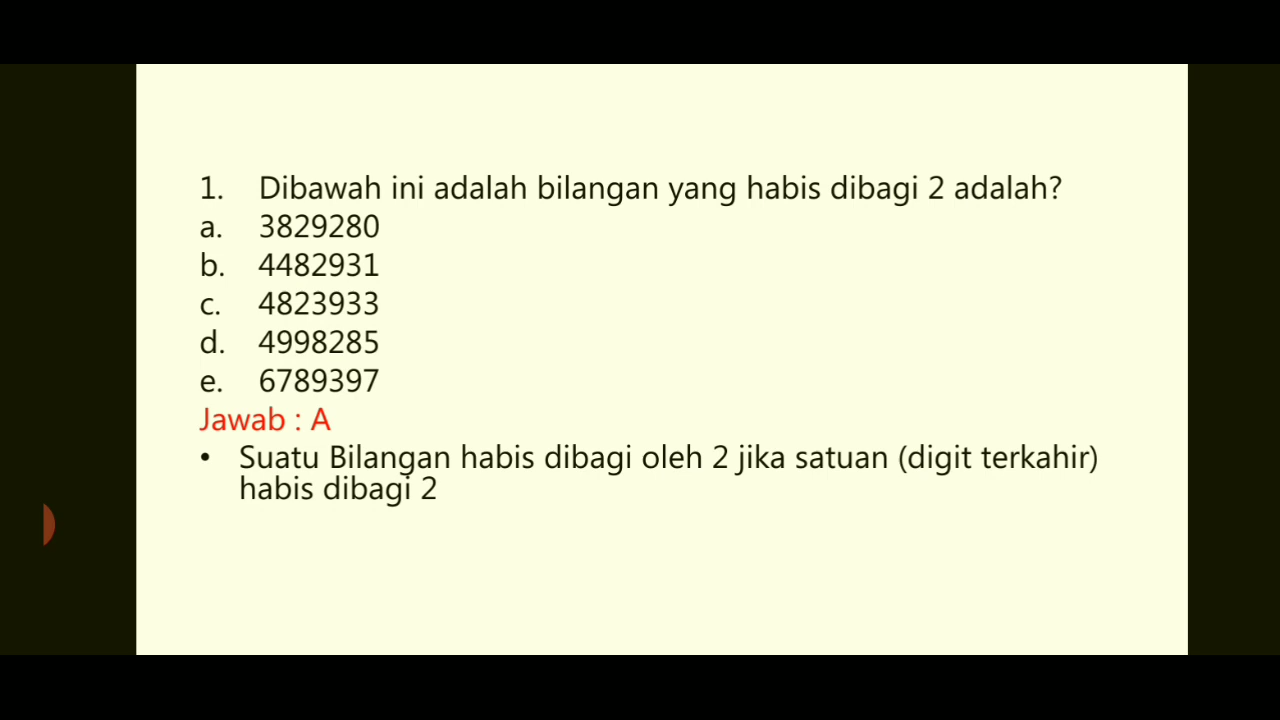 1. Dibawah ini adalah bilangan yang habis dibagi 2 adalah?
a. 3829280
b. 4482931
c. 4823933
d. 4998285
e. 6789397
Jawab : A
• Suatu Bilangan habis dibagi oleh 2 jika satuan (digit terkahir)
habis dibagi 2